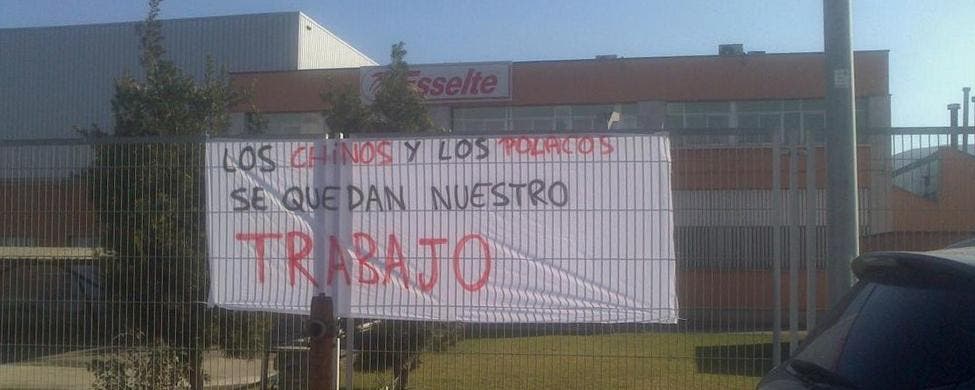 Esselte
LOS CHiNOS Y LOS POLACOS
SE QUEDAN NUESTRO
TRABAJO